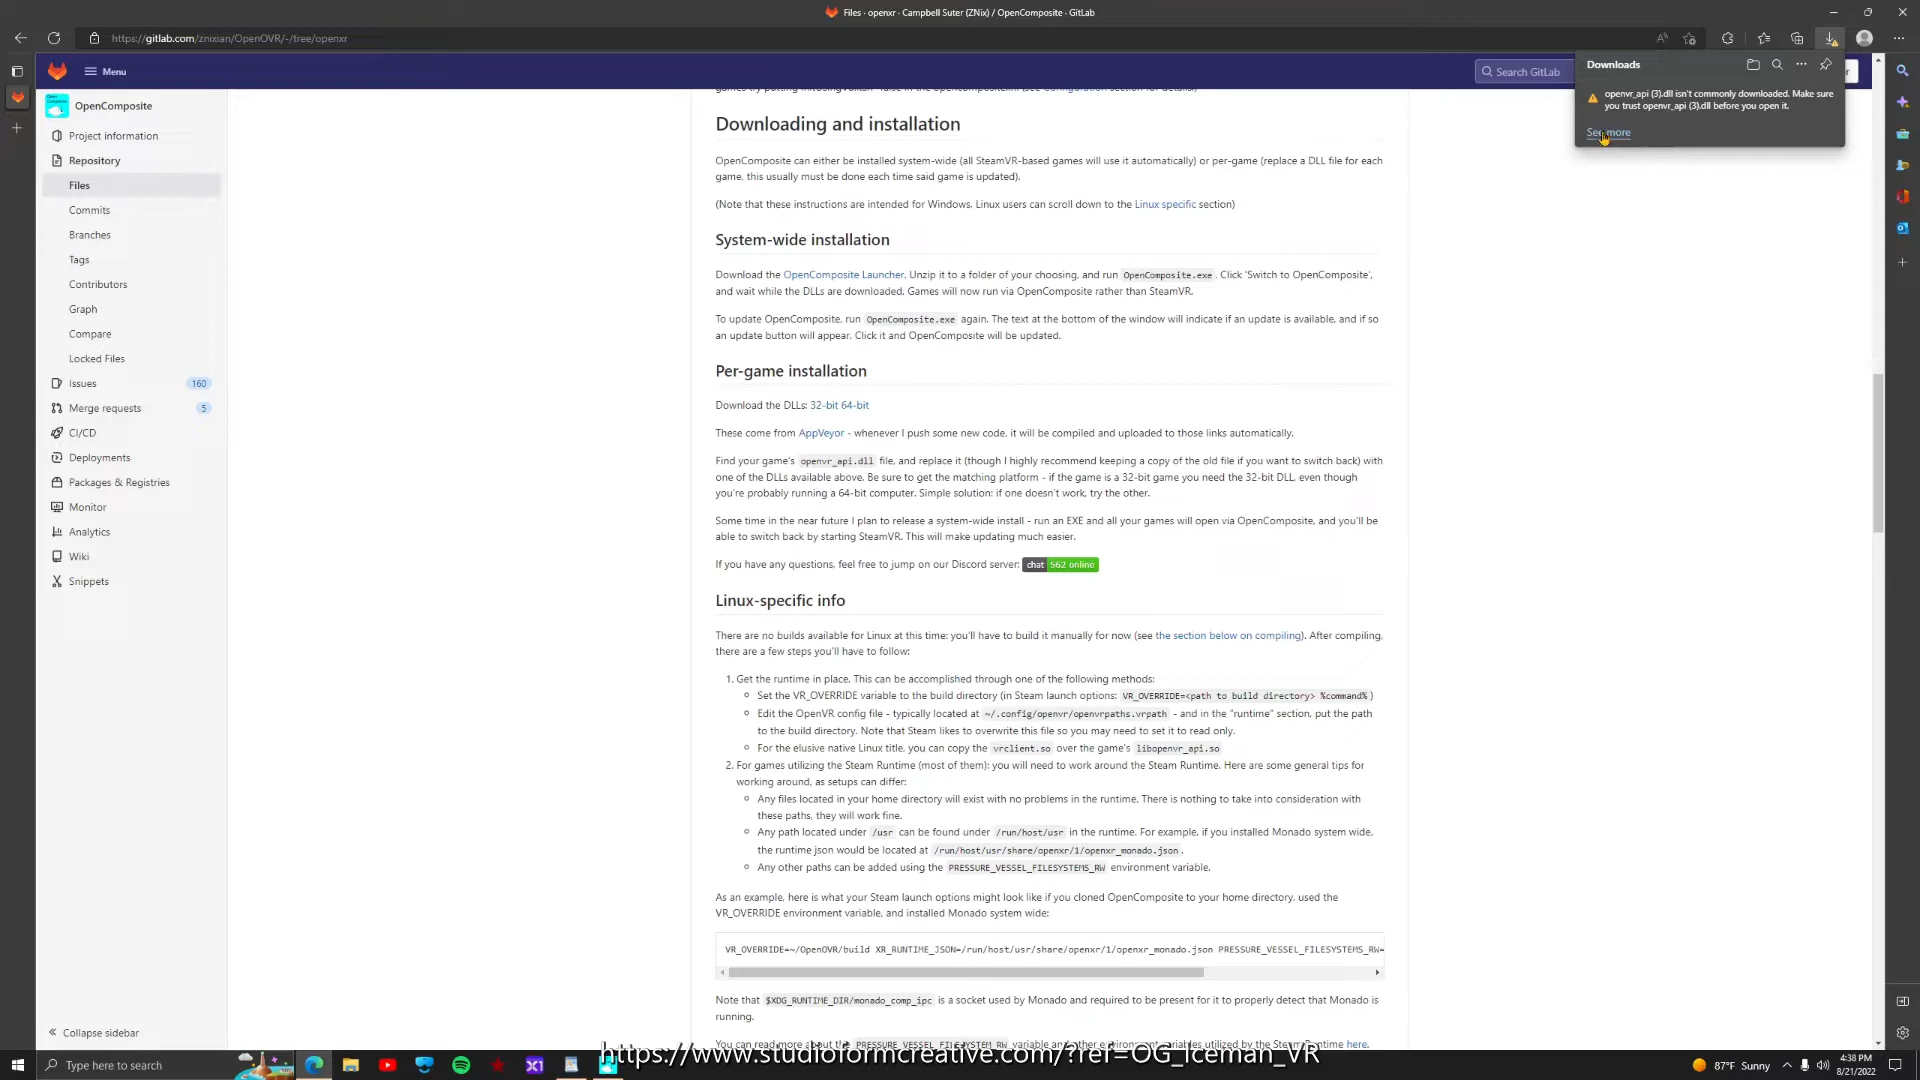 Files · openxr · Campbell Suter (ZNix) / OpenComposite · GitLab
https://gitlab.com/znixian/OpenOVR/-/tree/openxr
Menu
Search GitLab
Downloads
openvr_api (3).dll isn't commonly downloaded. Make sure
you trust openvr_api (3).dll before you open it.
See more
OpenComposite
Project information
Repository
Files
Commits
Branches
Tags
Contributors
Graph
Compare
Locked Files
Issues 160
Merge requests 5
CI/CD
Deployments
Packages & Registries
Monitor
Analytics
Wiki
Snippets
Collapse sidebar
Downloading and installation
OpenComposite can either be installed system-wide (all SteamVR-based games will use it automatically) or per-game (replace a DLL file for each
game, this usually must be done each time said game is updated).
(Note that these instructions are intended for Windows, Linux users can scroll down to the Linux specific section)
System-wide installation
Download the OpenComposite Launcher. Unzip it to a folder of your choosing, and run OpenComposite.exe. Click 'Switch to OpenComposite',
and wait while the DLLs are downloaded. Games will now run via OpenComposite rather than SteamVR.
To update OpenComposite, run OpenComposite.exe again. The text at the bottom of the window will indicate if an update is available, and if so
an update button will appear. Click it and OpenComposite will be updated.
Per-game installation
Download the DLLs: 32-bit 64-bit
These come from AppVeyor - whenever I push some new code, it will be compiled and uploaded to those links automatically.
Find your game's openvr_api.dll file, and replace it (though I highly recommend keeping a copy of the old file if you want to switch back) with
one of the DLLs available above. Be sure to get the matching platform - if the game is a 32-bit game you need the 32-bit DLL, even though
you're probably running a 64-bit computer. Simple solution: if one doesn't work, try the other.
Some time in the near future I plan to release a system-wide install - run an EXE and all your games will open via OpenComposite, and you'll be
able to switch back by starting SteamVR. This will make updating much easier.
If you have any questions, feel free to jump on our Discord server: chat 562 online
Linux-specific info
There are no builds available for Linux at this time: you'll have to build it manually for now (see the section below on compiling). After compiling,
there are a few steps you'll have to follow:
1. Get the runtime in place. This can be accomplished through one of the following methods:
Set the VR_OVERRIDE variable to the build directory (in Steam launch options: VR_OVERRIDE=<path to build directory> %command%)
Edit the OpenVR config file - typically located at ~/.config/openvr/openvrpaths.vrpath - and in the "runtime" section, put the path
to the build directory. Note that Steam likes to overwrite this file so you may need to set it to read only.
For the elusive native Linux title, you can copy the vrclient.so over the game's libopenvr_api.so
2. For games utilizing the Steam Runtime (most of them): you will need to work around the Steam Runtime. Here are some general tips for
working around, as setups can differ:
Any files located in your home directory will exist with no problems in the runtime. There is nothing to take into consideration with
these paths, they will work fine.
Any path located under /usr can be found under /run/host/usr in the runtime. For example, if you installed Monado system wide,
the runtime json would be located at /run/host/usr/share/openxr/1/openxr_monado.json.
Any other paths can be added using the PRESSURE_VESSEL_FILESYSTEMS_RW environment variable.
As an example, here is what your Steam launch options might look like if you cloned OpenComposite to your home directory, used the
VR_OVERRIDE environment variable, and installed Monado system wide:
VR_OVERRIDE=~/OpenOVR/build XR_RUNTIME_JSON=/run/host/usr/share/openxr/1/openxr_monado.json PRESSURE_VESSEL_FILESYSTEMS_RW=
Note that $XDG_RUNTIME_DIR/monado_comp_ipc is a socket used by Monado and required to be present for it to properly detect that Monado is
running.
You can read more about the PRESSURE_VESSEL_FILESYSTEM_RW variable and other environment variables utilized by the Steam Runtime here.
https://www.studioformcreative.com/?ref=OG_Iceman_VR
Type here to search
87°F Sunny
4:38 PM
8/21/2022